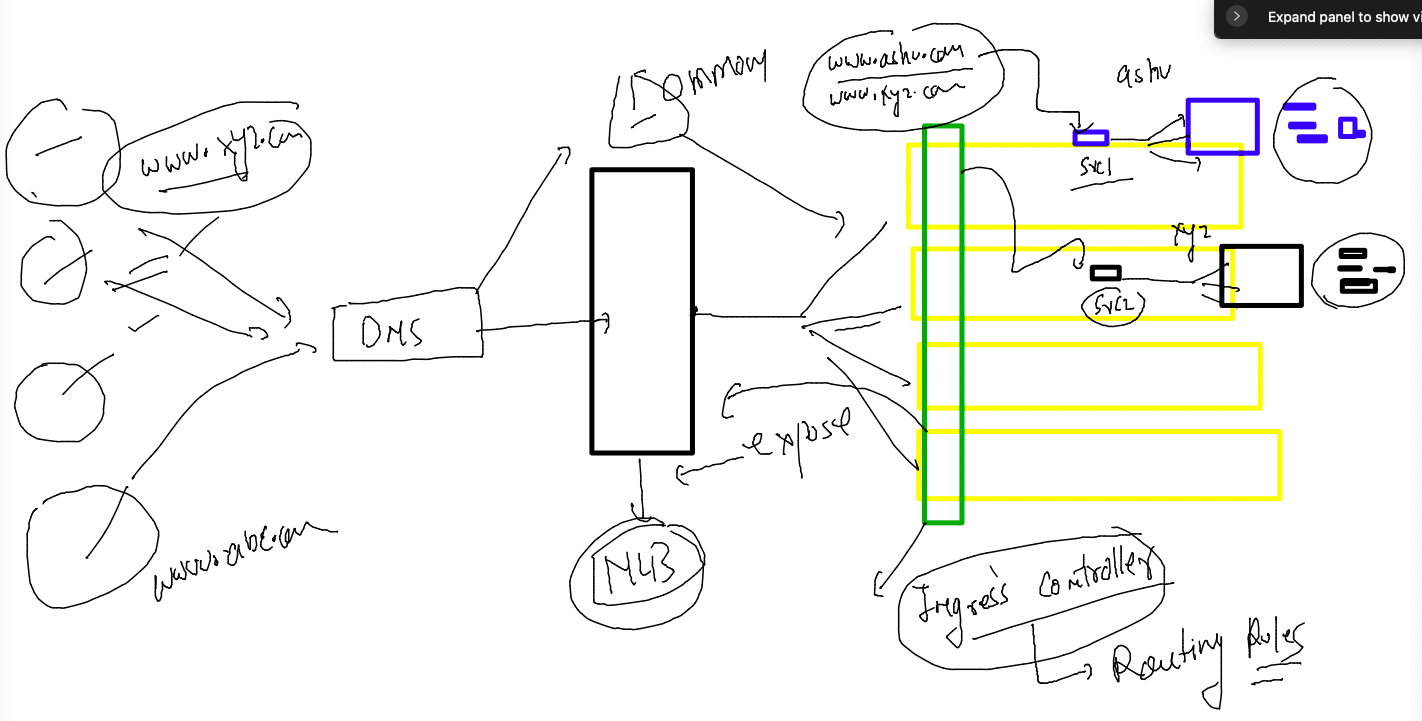 Expand panel to show vi
www.ashu.com
www.xyz.com
ashu
www.xyz.com
svc1
xyz
svc2
DNS
expose
www.abc.com
NLB
Ingress controller
Routing Rules